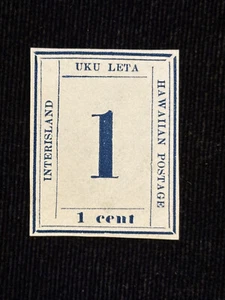 UKU LETA
INTERISLAND
1
HAWAIIAN POSTAGE
1 cent